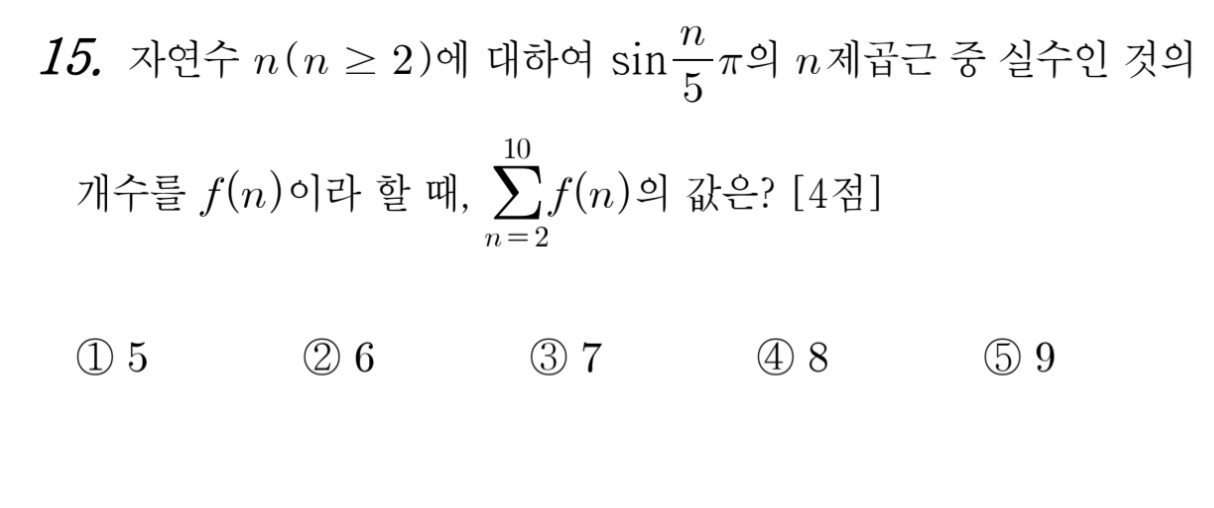 15. 자연수 n(n ≥ 2)에 대하여 sin\frac{n}{5}π의 n제곱근 중 실수인 것의
개수를 f(n)이라 할 때, \sum_{n=2}^{10} f(n)의 값은? [4점]
① 5 ② 6 ③ 7 ④ 8 ⑤ 9